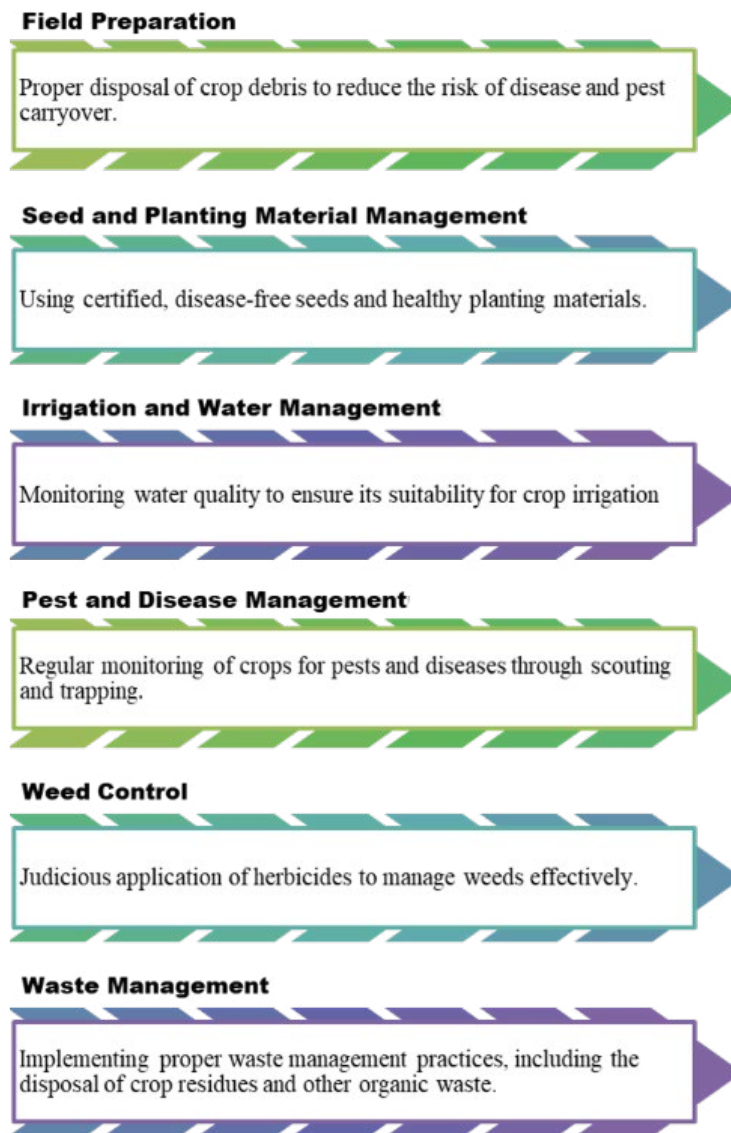 Field Preparation
Proper disposal of crop debris to reduce the risk of disease and pest
carryover.
Seed and Planting Material Management
Using certified, disease-free seeds and healthy planting materials.
Irrigation and Water Management
Monitoring water quality to ensure its suitability for crop irrigation
Pest and Disease Management
Regular monitoring of crops for pests and diseases through scouting
and trapping.
Weed Control
Judicious application of herbicides to manage weeds effectively.
Waste Management
Implementing proper waste management practices, including the
disposal of crop residues and other organic waste.